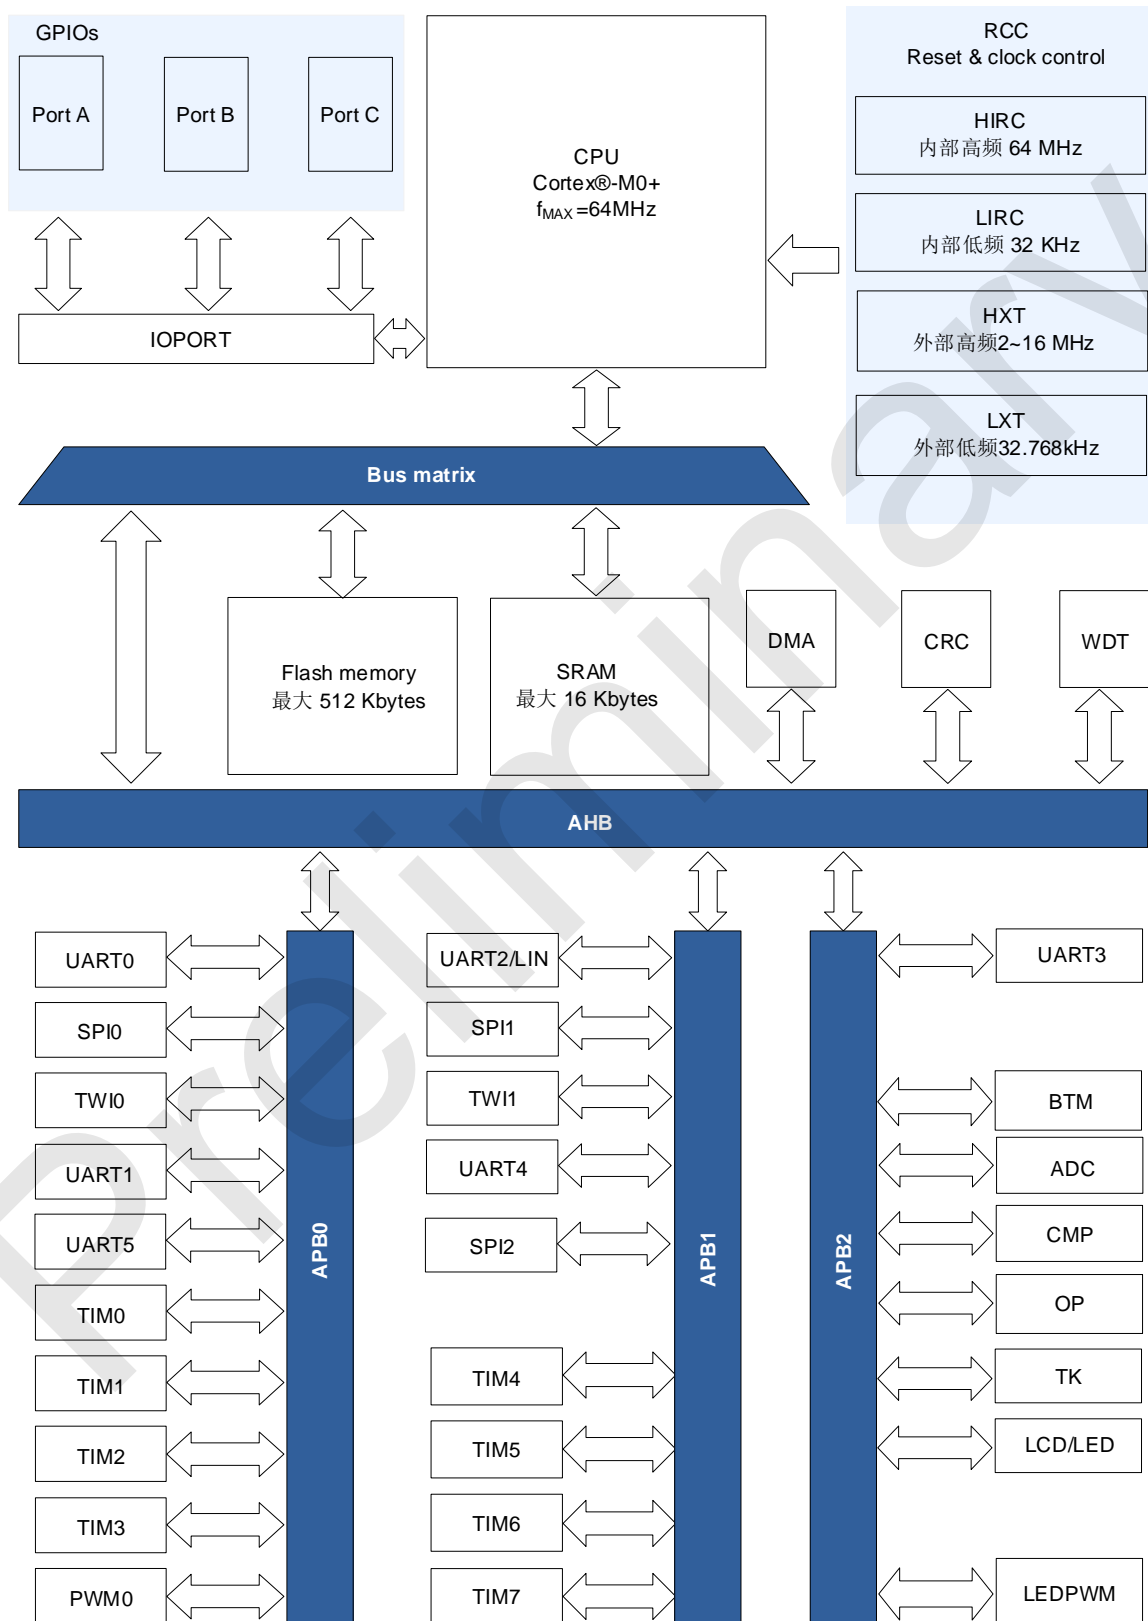 GPIOs
Port A
Port B
Port C
CPU
Cortex®-M0+
fMAX=64MHz
RCC
Reset & clock control
HIRC
内部高频 64 MHz
LIRC
内部低频 32 KHz
HXT
外部高频2~16 MHz
LXT
外部低频32.768kHz
IOPORT
Bus matrix
Flash memory
最大 512 Kbytes
SRAM
最大 16 Kbytes
DMA
CRC
WDT
AHB
UART0
SPI0
TWI0
UART1
UART5
TIM0
TIM1
TIM2
TIM3
PWM0
APB0
UART2/LIN
SPI1
TWI1
UART4
SPI2
TIM4
TIM5
TIM6
TIM7
APB1
APB2
UART3
BTM
ADC
CMP
OP
TK
LCD/LED
LEDPWM
Preliminary